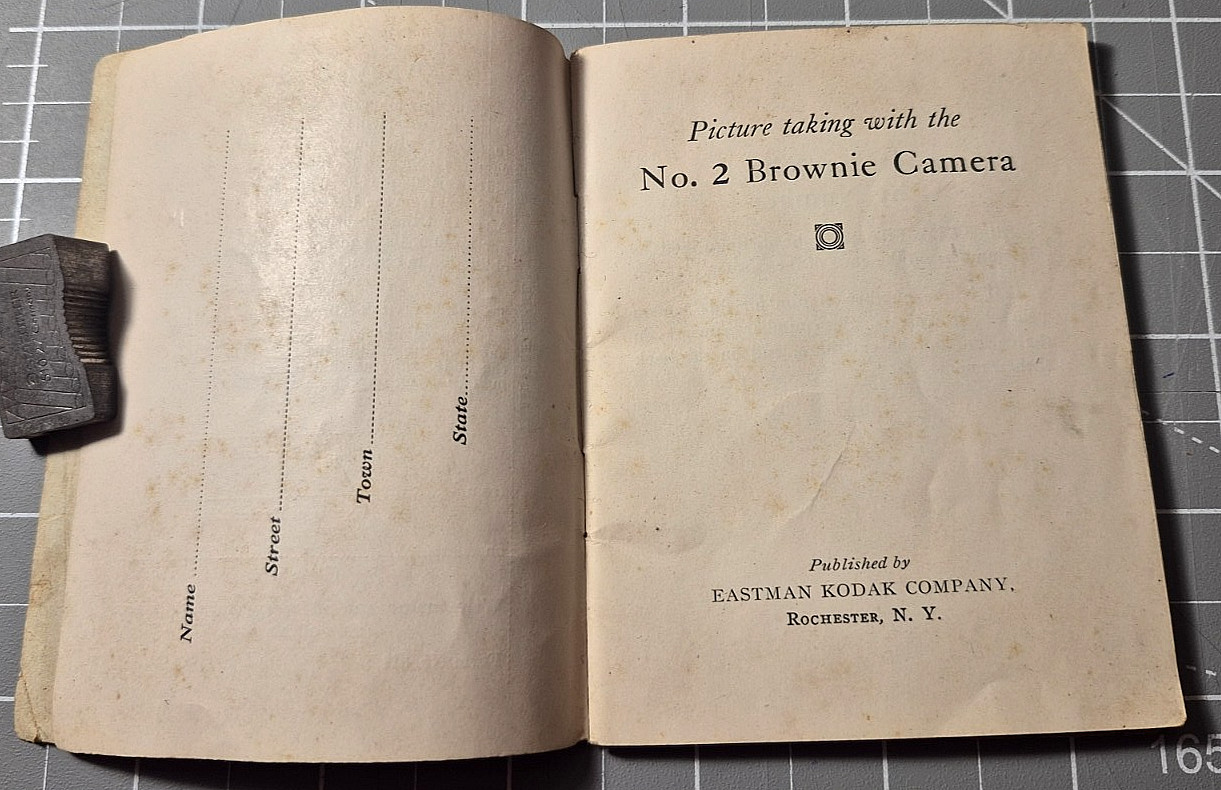 Name
Street
Town
State
Picture taking with the
No. 2 Brownie Camera
Published by
EASTMAN KODAK COMPANY,
ROCHESTER, N. Y.
165